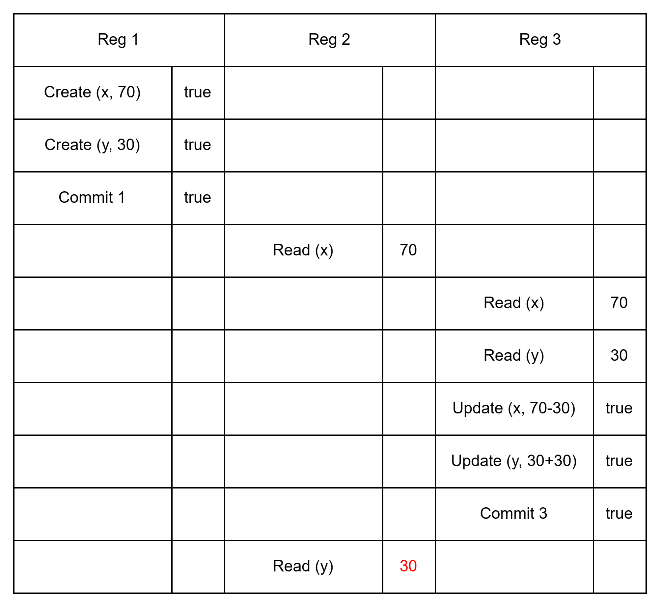 Reg 1 Reg 2 Reg 3
Create (x, 70) true
Create (y, 30) true
Commit 1 true
Read (x) 70
Read (x) 70
Read (y) 30
Update (x, 70-30) true
Update (y, 30+30) true
Commit 3 true
Read (y) 30